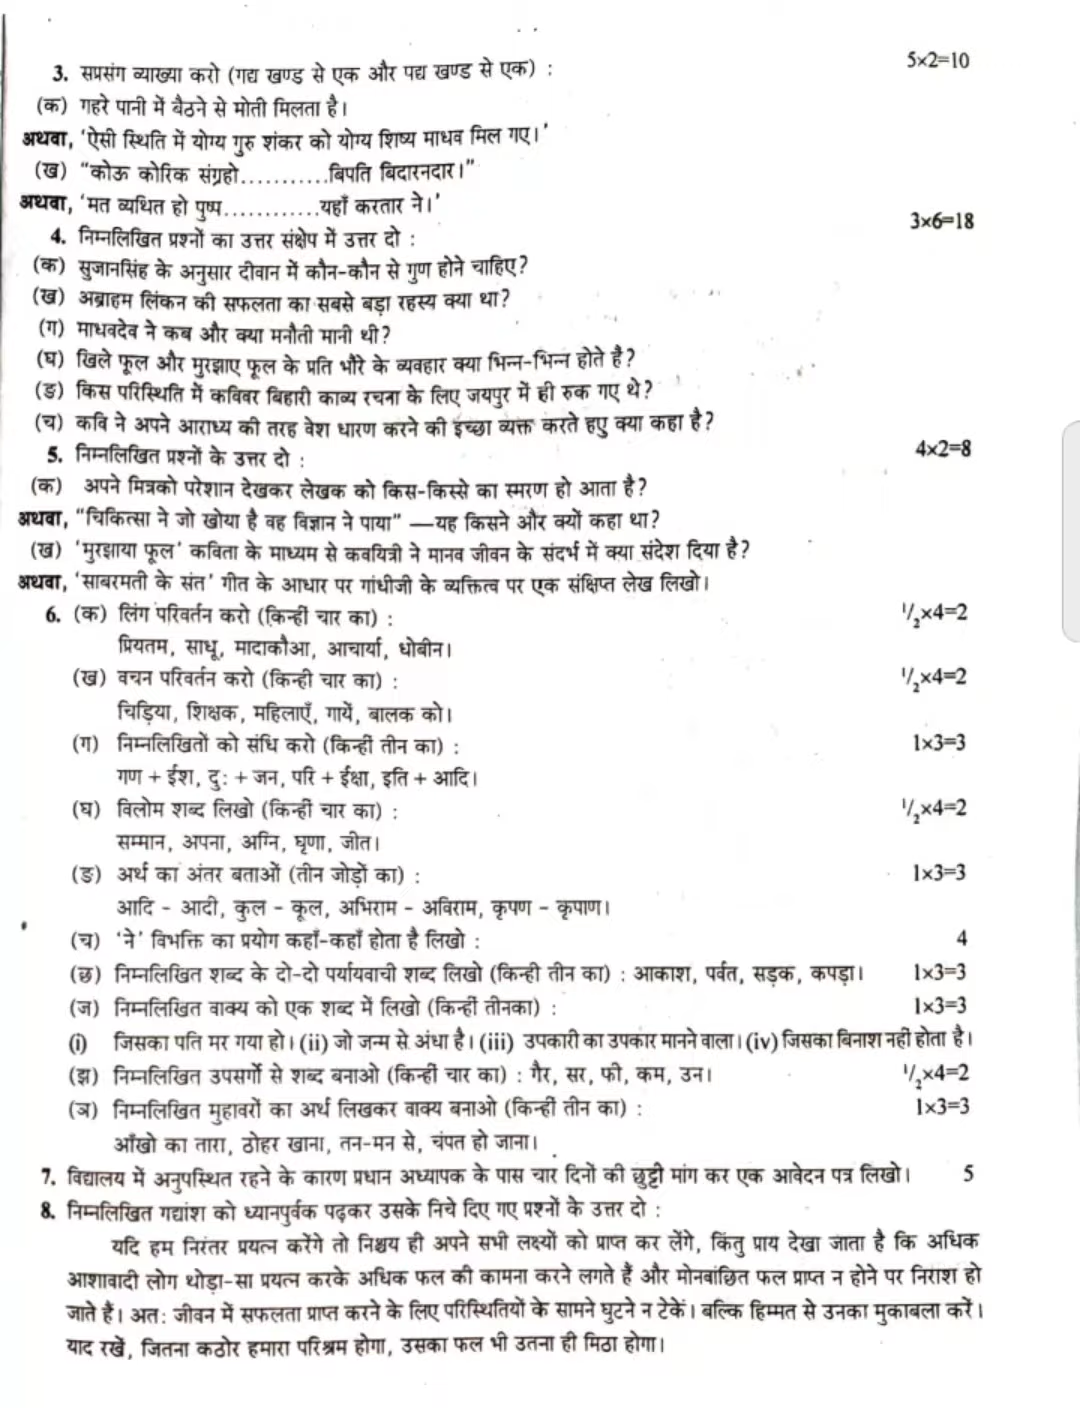 3. सप्रसंग व्याख्या करो (गद्य खण्ड से एक और पद्य खण्ड से एक) : 5×2=10
(क) गहरे पानी में बैठने से मोती मिलता है।
अथवा, 'ऐसी स्थिति में योग्य गुरु शंकर को योग्य शिष्य माधव मिल गए।'
(ख) "कोऊ कोरिक संग्रहो............बिपति बिदारनदार।"
अथवा, 'मत व्यथित हो पुष्प.............यहाँ करतार ने।'
4. निम्नलिखित प्रश्नों का उत्तर संक्षेप में उत्तर दो : 3×6=18
(क) सुजानसिंह के अनुसार दीवान में कौन-कौन से गुण होने चाहिए?
(ख) अब्राहम लिंकन की सफलता का सबसे बड़ा रहस्य क्या था?
(ग) माधवदेव ने कब और क्या मनौती मानी थी?
(घ) खिले फूल और मुरझाए फूल के प्रति भौंरे के व्यवहार क्या भिन्न-भिन्न होते है?
(ङ) किस परिस्थिति में कविवर बिहारी काव्य रचना के लिए जयपुर में ही रुक गए थे?
(च) कवि ने अपने आराध्य की तरह वेश धारण करने की इच्छा व्यक्त करते हए क्या कहा है?
5. निम्नलिखित प्रश्नों के उत्तर दो : 4×2=8
(क) अपने मित्रको परेशान देखकर लेखक को किस-किस्से का स्मरण हो आता है?
अथवा, "चिकित्सा ने जो खोया है वह विज्ञान ने पाया" —यह किसने और क्यों कहा था?
(ख) 'मुरझाया फूल' कविता के माध्यम से कवयित्री ने मानव जीवन के संदर्भ में क्या संदेश दिया है?
अथवा, 'साबरमती के संत' गीत के आधार पर गांधीजी के व्यक्तित्व पर एक संक्षिप्त लेख लिखो।
6. (क) लिंग परिवर्तन करो (किन्हीं चार का) : 1/2×4=2
प्रियतम, साधू, मादाकौआ, आचार्या, धोबीन।
(ख) वचन परिवर्तन करो (किन्ही चार का) : 1/2×4=2
चिड़िया, शिक्षक, महिलाएँ, गायें, बालक को।
(ग) निम्नलिखितों को संधि करो (किन्हीं तीन का) : 1×3=3
गण + ईश, दु: + जन, परि + ईक्षा, इति + आदि।
(घ) विलोम शब्द लिखो (किन्हीं चार का) : 1/2×4=2
सम्मान, अपना, अग्नि, घृणा, जीत।
(ङ) अर्थ का अंतर बताओं (तीन जोड़ों का) : 1×3=3
आदि - आदी, कुल - कूल, अभिराम - अविराम, कृपण - कृपाण।
(च) 'ने' विभक्ति का प्रयोग कहाँ-कहाँ होता है लिखो : 4
(छ) निम्नलिखित शब्द के दो-दो पर्यायवाची शब्द लिखो (किन्ही तीन का) : आकाश, पर्वत, सड़क, कपड़ा। 1×3=3
(ज) निम्नलिखित वाक्य को एक शब्द में लिखो (किन्हीं तीनका) : 1×3=3
(i) जिसका पति मर गया हो। (ii) जो जन्म से अंधा है। (iii) उपकारी का उपकार मानने वाला। (iv) जिसका बिनाश नहीं होता है।
(झ) निम्नलिखित उपसर्गो से शब्द बनाओ (किन्हीं चार का) : गैर, सर, फी, कम, उन। 1/2×4=2
(ञ) निम्नलिखित मुहावरों का अर्थ लिखकर वाक्य बनाओ (किन्हीं तीन का) : 1×3=3
आँखो का तारा, ठोहर खाना, तन-मन से, चंपत हो जाना।
7. विद्यालय में अनुपस्थित रहने के कारण प्रधान अध्यापक के पास चार दिनों की छुट्टी मांग कर एक आवेदन पत्र लिखो। 5
8. निम्नलिखित गद्यांश को ध्यानपुर्वक पढ़कर उसके निचे दिए गए प्रश्नों के उत्तर दो :
यदि हम निरंतर प्रयत्न करेंगे तो निश्चय ही अपने सभी लक्ष्यों को प्राप्त कर लेंगे, किंतु प्राय देखा जाता है कि अधिक
आशावादी लोग थोड़ा-सा प्रयत्न करके अधिक फल की कामना करने लगते हैं और मोनबांछित फल प्राप्त न होने पर निराश हो
जाते हैं। अत: जीवन में सफलता प्राप्त करने के लिए परिस्थितियों के सामने घुटने न टेकें। बल्कि हिम्मत से उनका मुकाबला करें।
याद रखें, जितना कठोर हमारा परिश्रम होगा, उसका फल भी उतना ही मिठा होगा।